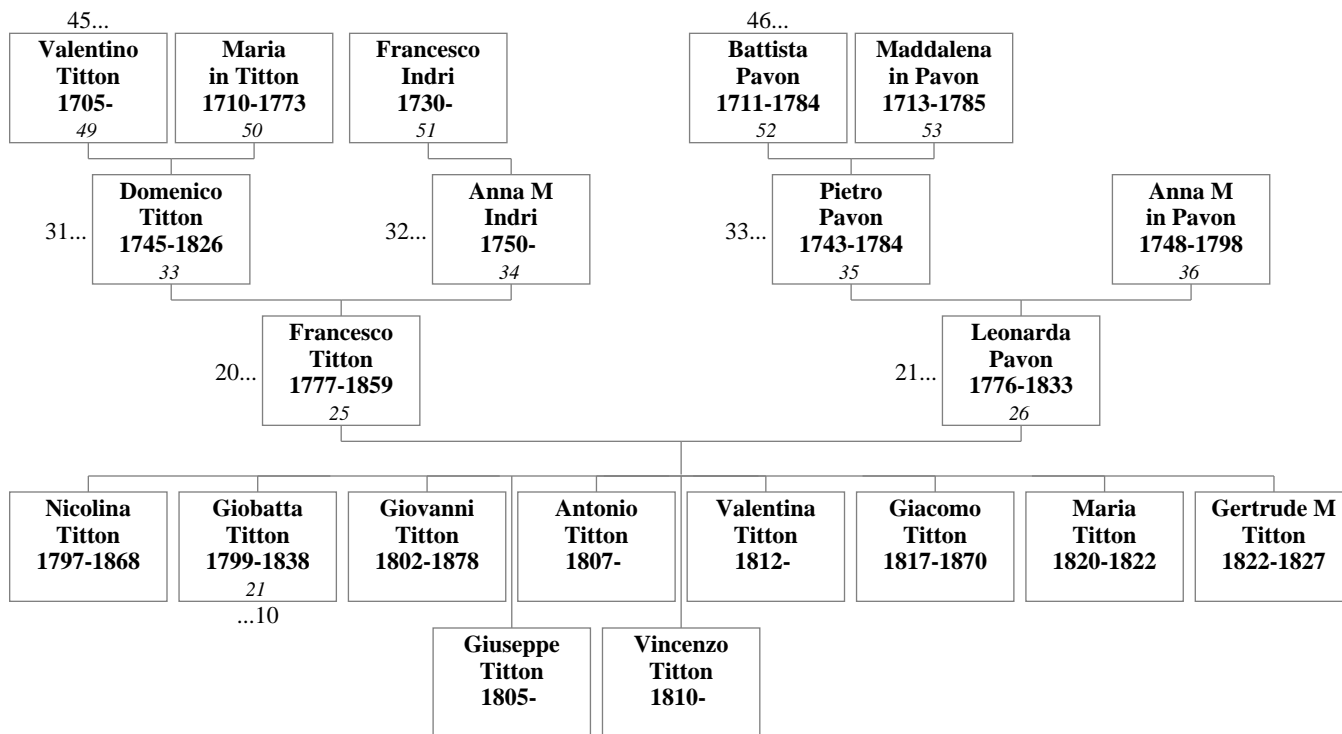 45...
46...
Valentino
Titton
1705-
49
Maria
in Titton
1710-1773
50
Francesco
Indri
1730-
51
Battista
Pavon
1711-1784
52
Maddalena
in Pavon
1713-1785
53
31...
Domenico
Titton
1745-1826
33
32...
Anna M
Indri
1750-
34
33...
Pietro
Pavon
1743-1784
35
Anna M
in Pavon
1748-1798
36
20...
Francesco
Titton
1777-1859
25
21...
Leonarda
Pavon
1776-1833
26
Nicolina
Titton
1797-1868
Giobatta
Titton
1799-1838
21
...10
Giovanni
Titton
1802-1878
Antonio
Titton
1807-
Valentina
Titton
1812-
Giacomo
Titton
1817-1870
Maria
Titton
1820-1822
Gertrude M
Titton
1822-1827
Giuseppe
Titton
1805-
Vincenzo
Titton
1810-